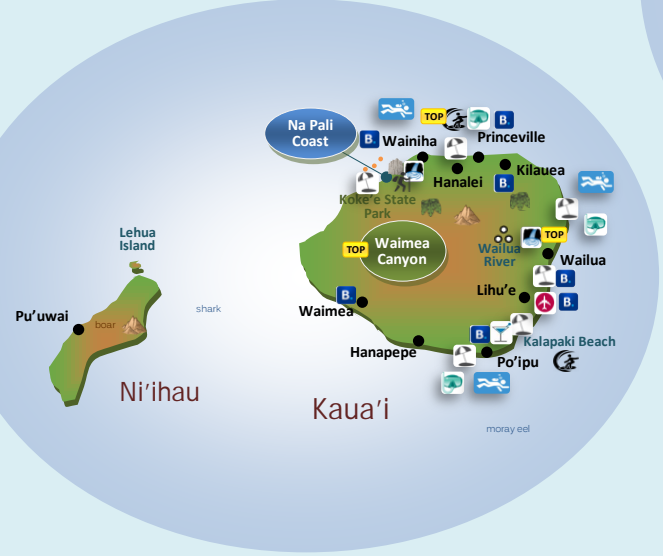 TOP
B.
Na Pali
Coast
B.
Wainiha
Princeville
Hanalei
Kilauea
B.
Koke'e State
Park
Lehua
Island
TOP
Waimea
Canyon
Wailua
River
TOP
Wailua
B.
Lihu'e
B.
B.
Waimea
Pu'uwai
boar
shark
Hanapepe
B.
Kalapaki Beach
Po'ipu
Ni'ihau
Kaua'i
moray eel